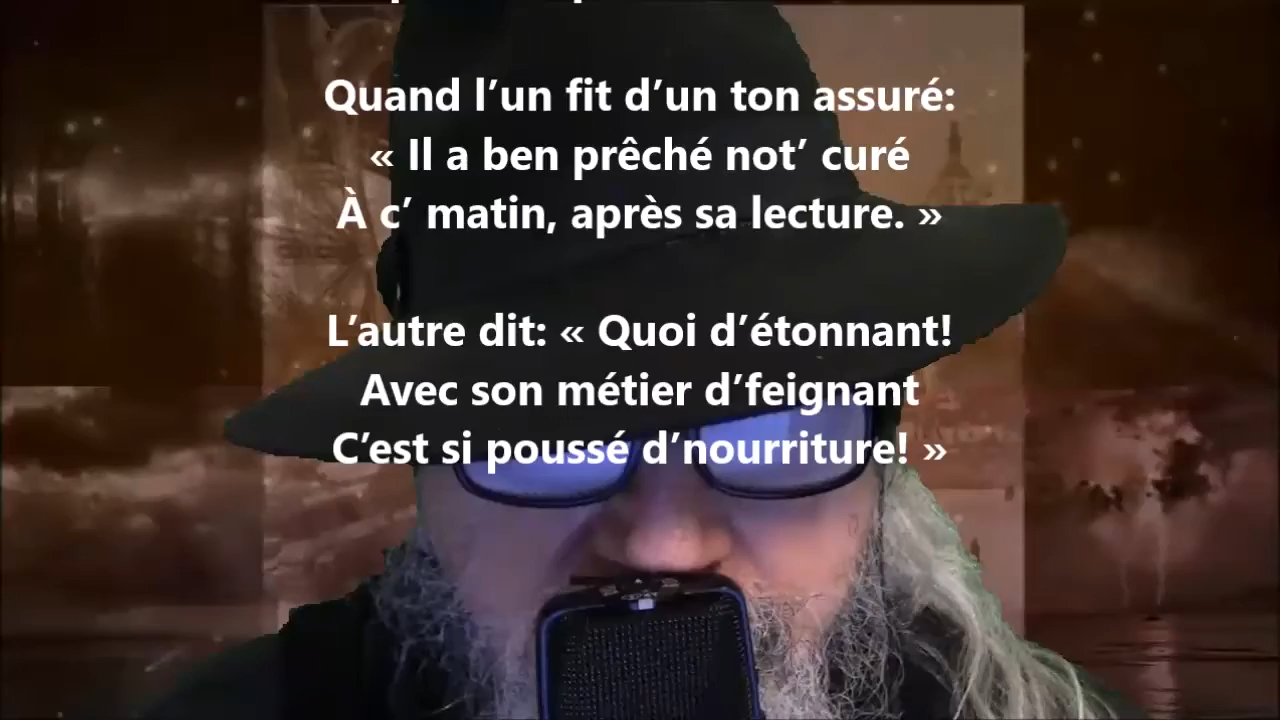 Quand l’un fit d’un ton assuré:
« Il a ben prêché not’ curé
À c’ matin, après sa lecture. »
L’autre dit: « Quoi d’étonnant!
Avec son métier d’feignant
C’est si poussé d’nourriture! »